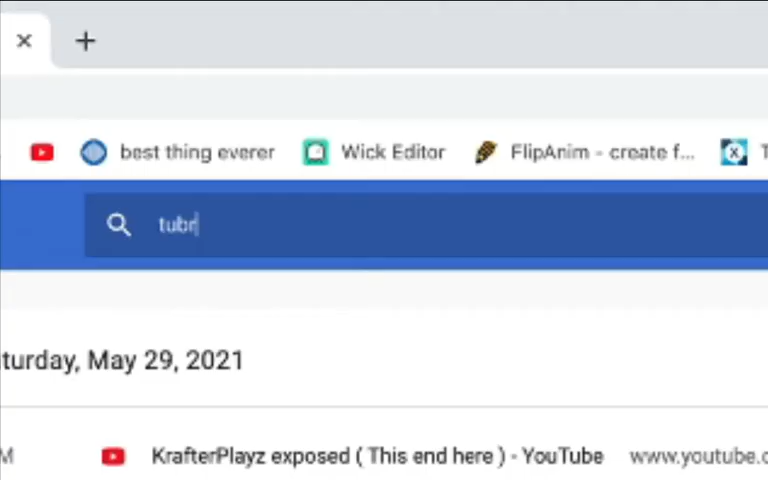 best thing everer Wick Editor FlipAnim - create f... T
tubr
turday, May 29, 2021
M KrafterPlayz exposed ( This end here ) - YouTube www.youtube.c